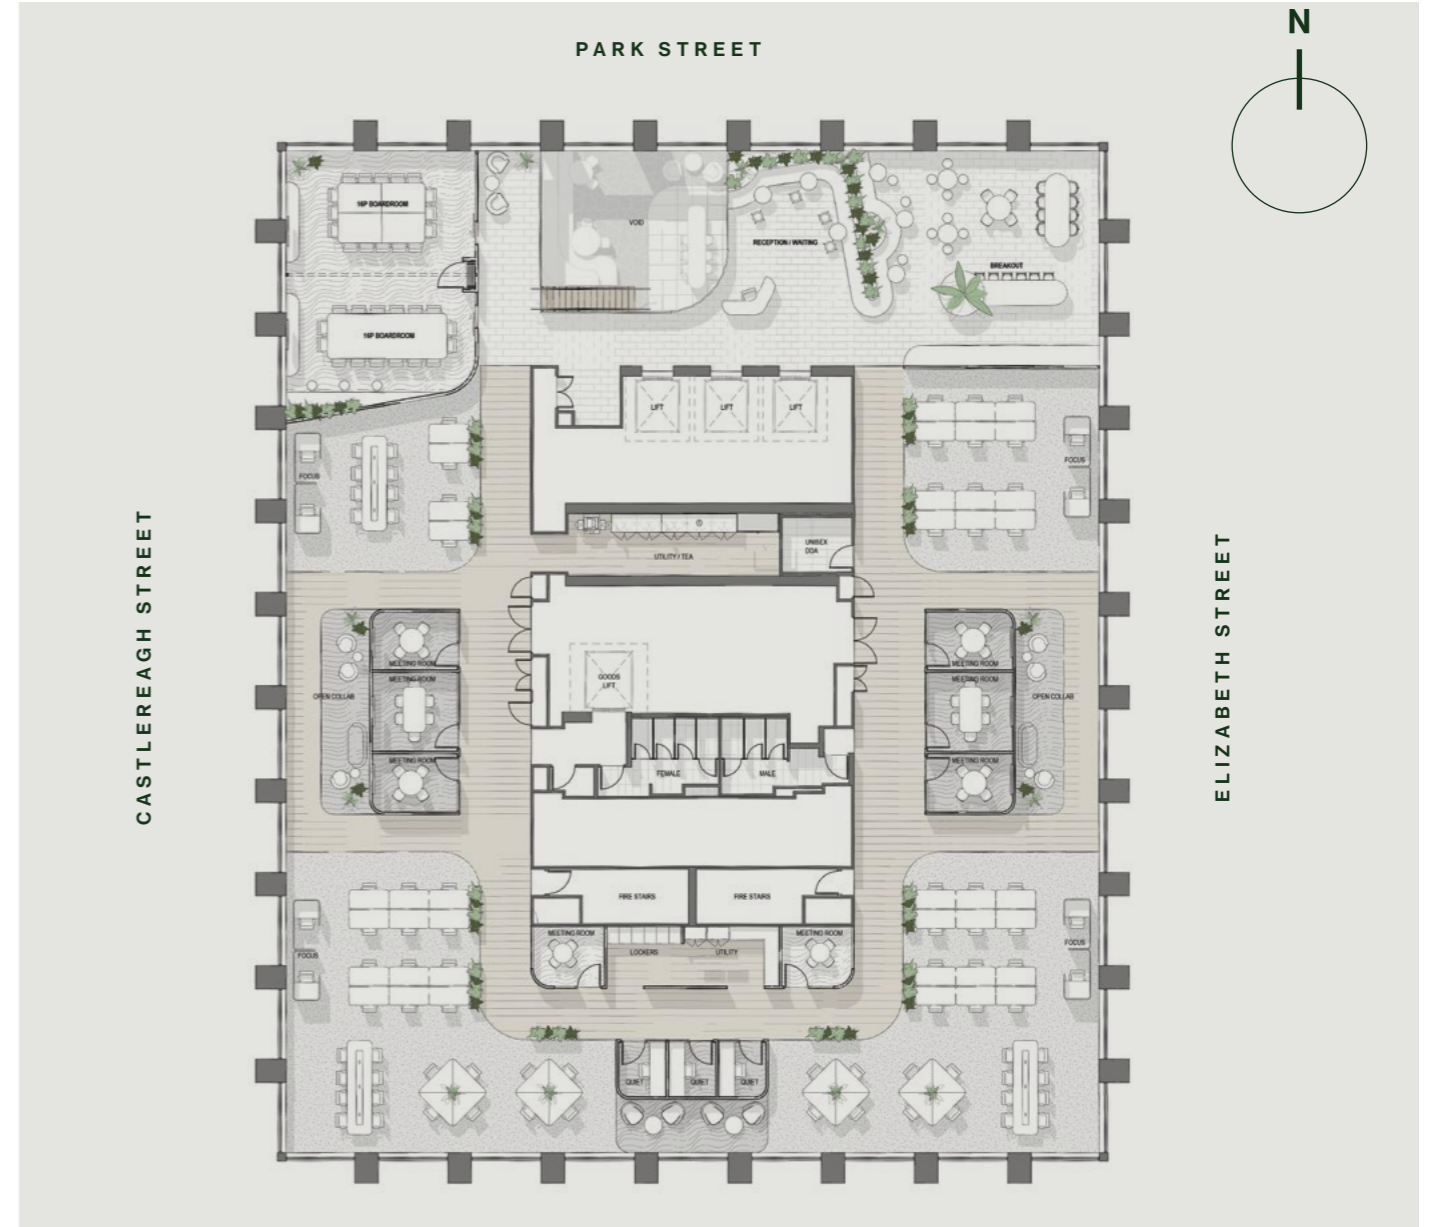 N
PARK STREET
16P BOARDROOM
VOID
RECEPTION / WAITING
BREAKOUT
16P BOARDROOM
LIFT
LIFT
LIFT
FOCUS
FOCUS
UTILITY / TEA
UNISEX
DDA
CASTLEREAGH STREET
ELIZABETH STREET
MEETING ROOM
MEETING ROOM
OPEN COLLAB
MEETING ROOM
GOODS
LIFT
MEETING ROOM
MEETING ROOM
OPEN COLLAB
MEETING ROOM
FEMALE
MALE
FIRE STAIRS
FIRE STAIRS
MEETING ROOM
LOCKERS
UTILITY
MEETING ROOM
FOCUS
FOCUS
QUIET
QUIET
QUIET